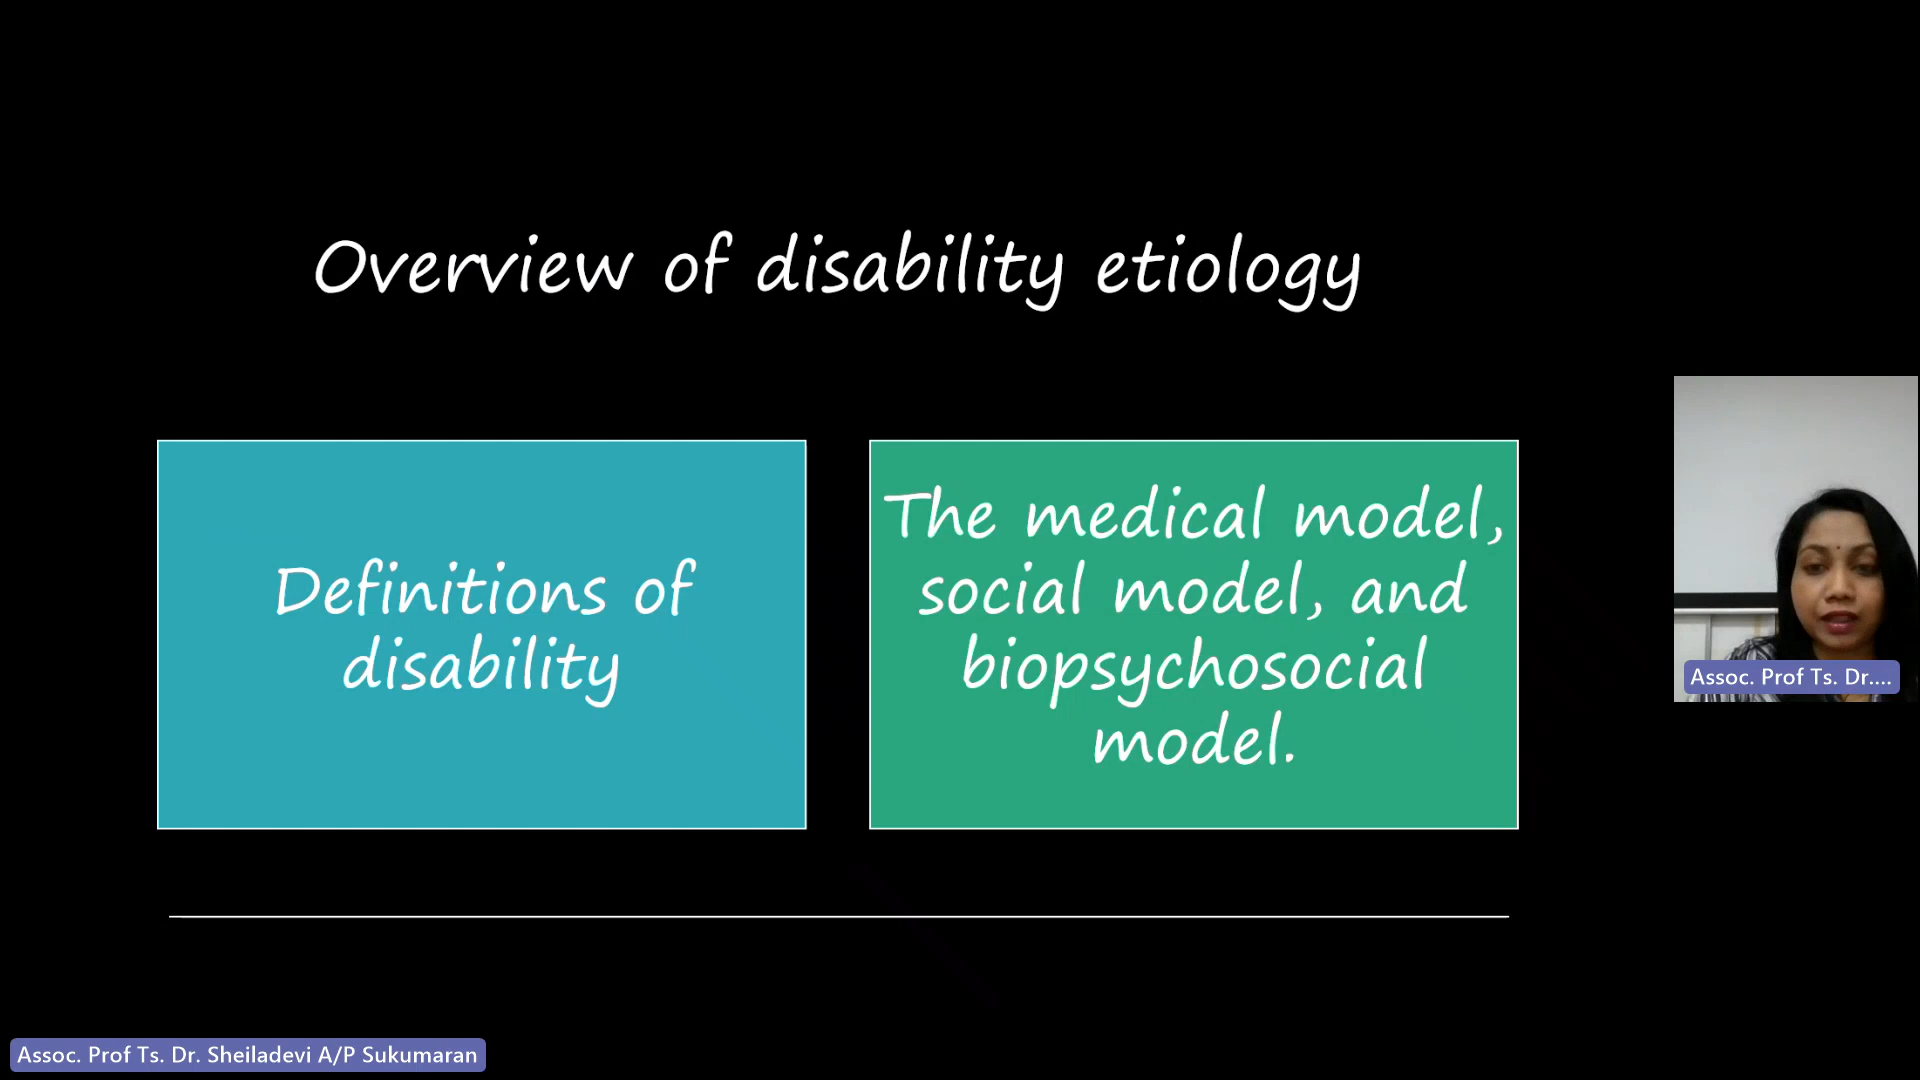 Overview of disability etiology
Definitions of
disability
The medical model,
social model, and
biopsychosocial
model.
Assoc. Prof Ts. Dr....
Assoc. Prof Ts. Dr. Sheiladevi A/P Sukumaran